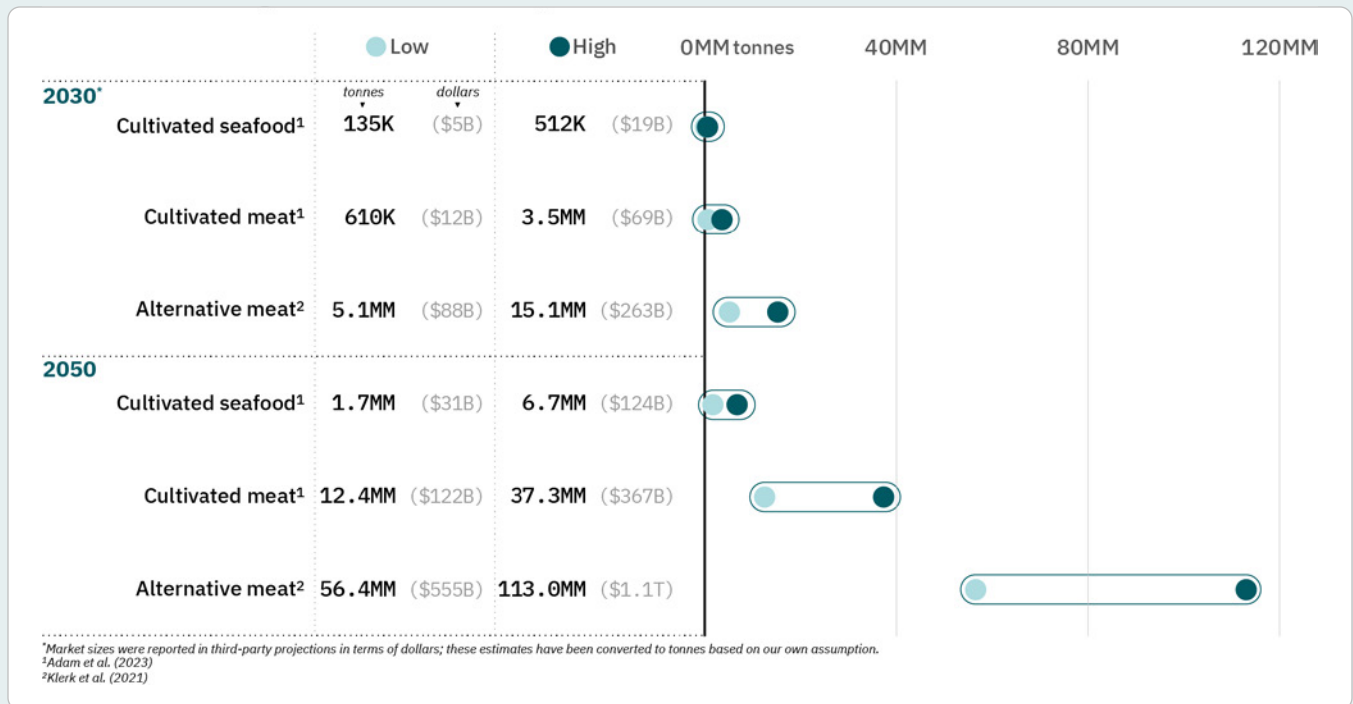 Low High 0MM tonnes 40MM 80MM 120MM
2030*
tonnes dollars
Cultivated seafood¹ 135K ($5B) 512K ($19B)
Cultivated meat¹ 610K ($12B) 3.5MM ($69B)
Alternative meat² 5.1MM ($88B) 15.1MM ($263B)
2050
Cultivated seafood¹ 1.7MM ($31B) 6.7MM ($124B)
Cultivated meat¹ 12.4MM ($122B) 37.3MM ($367B)
Alternative meat² 56.4MM ($555B) 113.0MM ($1.1T)
*Market sizes were reported in third-party projections in terms of dollars; these estimates have been converted to tonnes based on our own assumption.
¹Adam et al. (2023)
²Klerk et al. (2021)